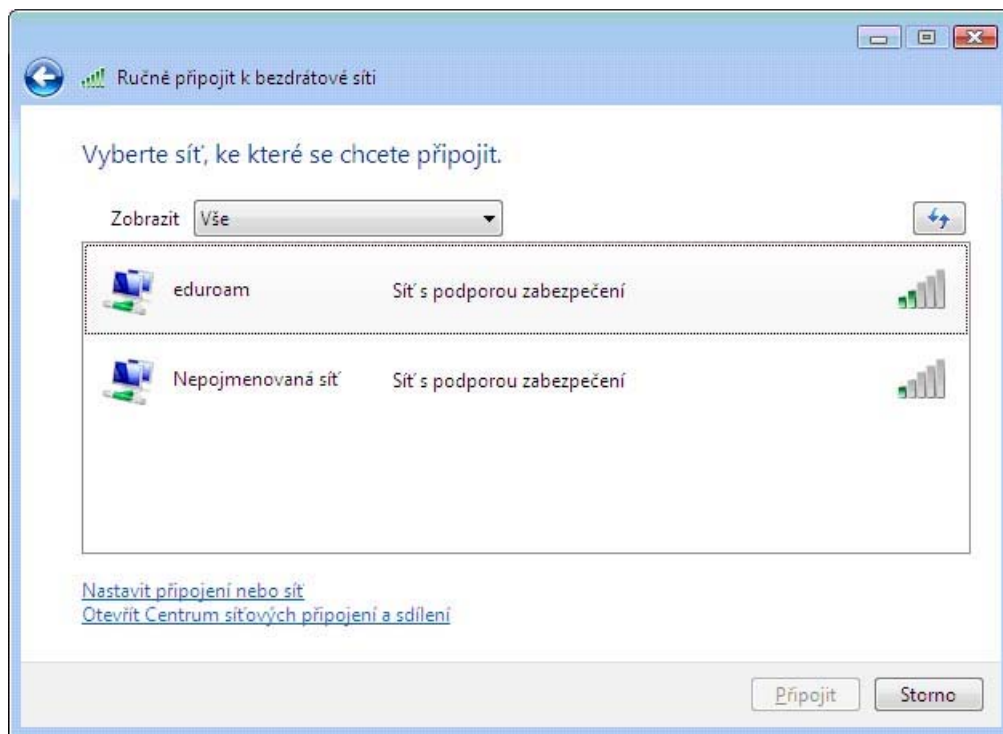 Ručně připojit k bezdrátové síti
Vyberte síť, ke které se chcete připojit.
Zobrazit Vše
eduroam Síť s podporou zabezpečení
Nepojmenovaná síť Síť s podporou zabezpečení
Nastavit připojení nebo síť
Otevřít Centrum síťových připojení a sdílení
Připojit Storno